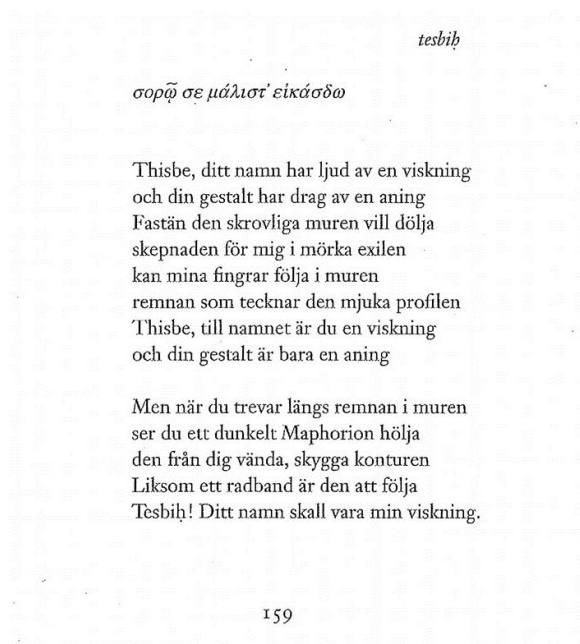 tesbiḥ
σορῷ σε μάλιστ' εἰκάσδω
Thisbe, ditt namn har ljud av en viskning
och din gestalt har drag av en aning
Fastän den skrovliga muren vill dölja
skepnaden för mig i mörka exilen
kan mina fingrar följa i muren
remnan som tecknar den mjuka profilen
Thisbe, till namnet är du en viskning
och din gestalt är bara en aning
Men när du trevar längs remnan i muren
ser du ett dunkelt Maphorion hölja
den från dig vända, skygga konturen
Liksom ett radband är den att följa
Tesbiḥ! Ditt namn skall vara min viskning.
159